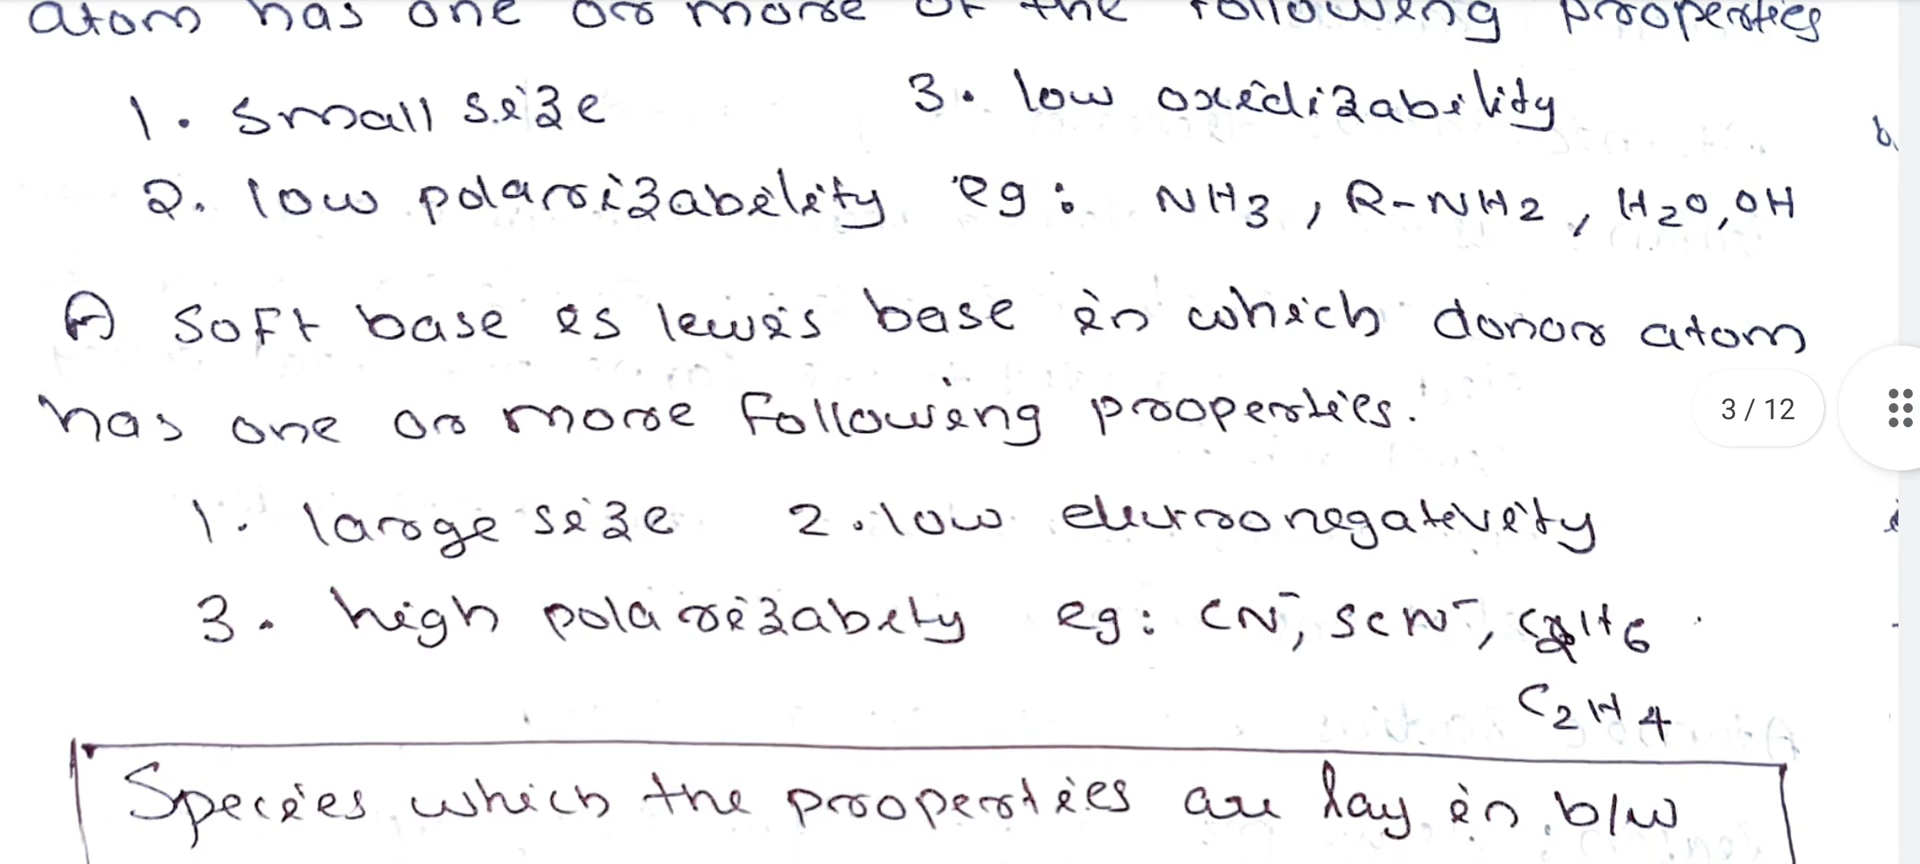 atom has one or more of the following properties
1. Small size 3. low oxidizability
2. low polarizability eg: NH3, R-NH2, H2O, OH
A soft base is lewis base in which donor atom
has one or more following properties.
3 / 12
1. large size 2. low electronegativity
3. high polarizabity eg: CN-, SCN-, H6
C2H4
Species which the properties are lay in b/w